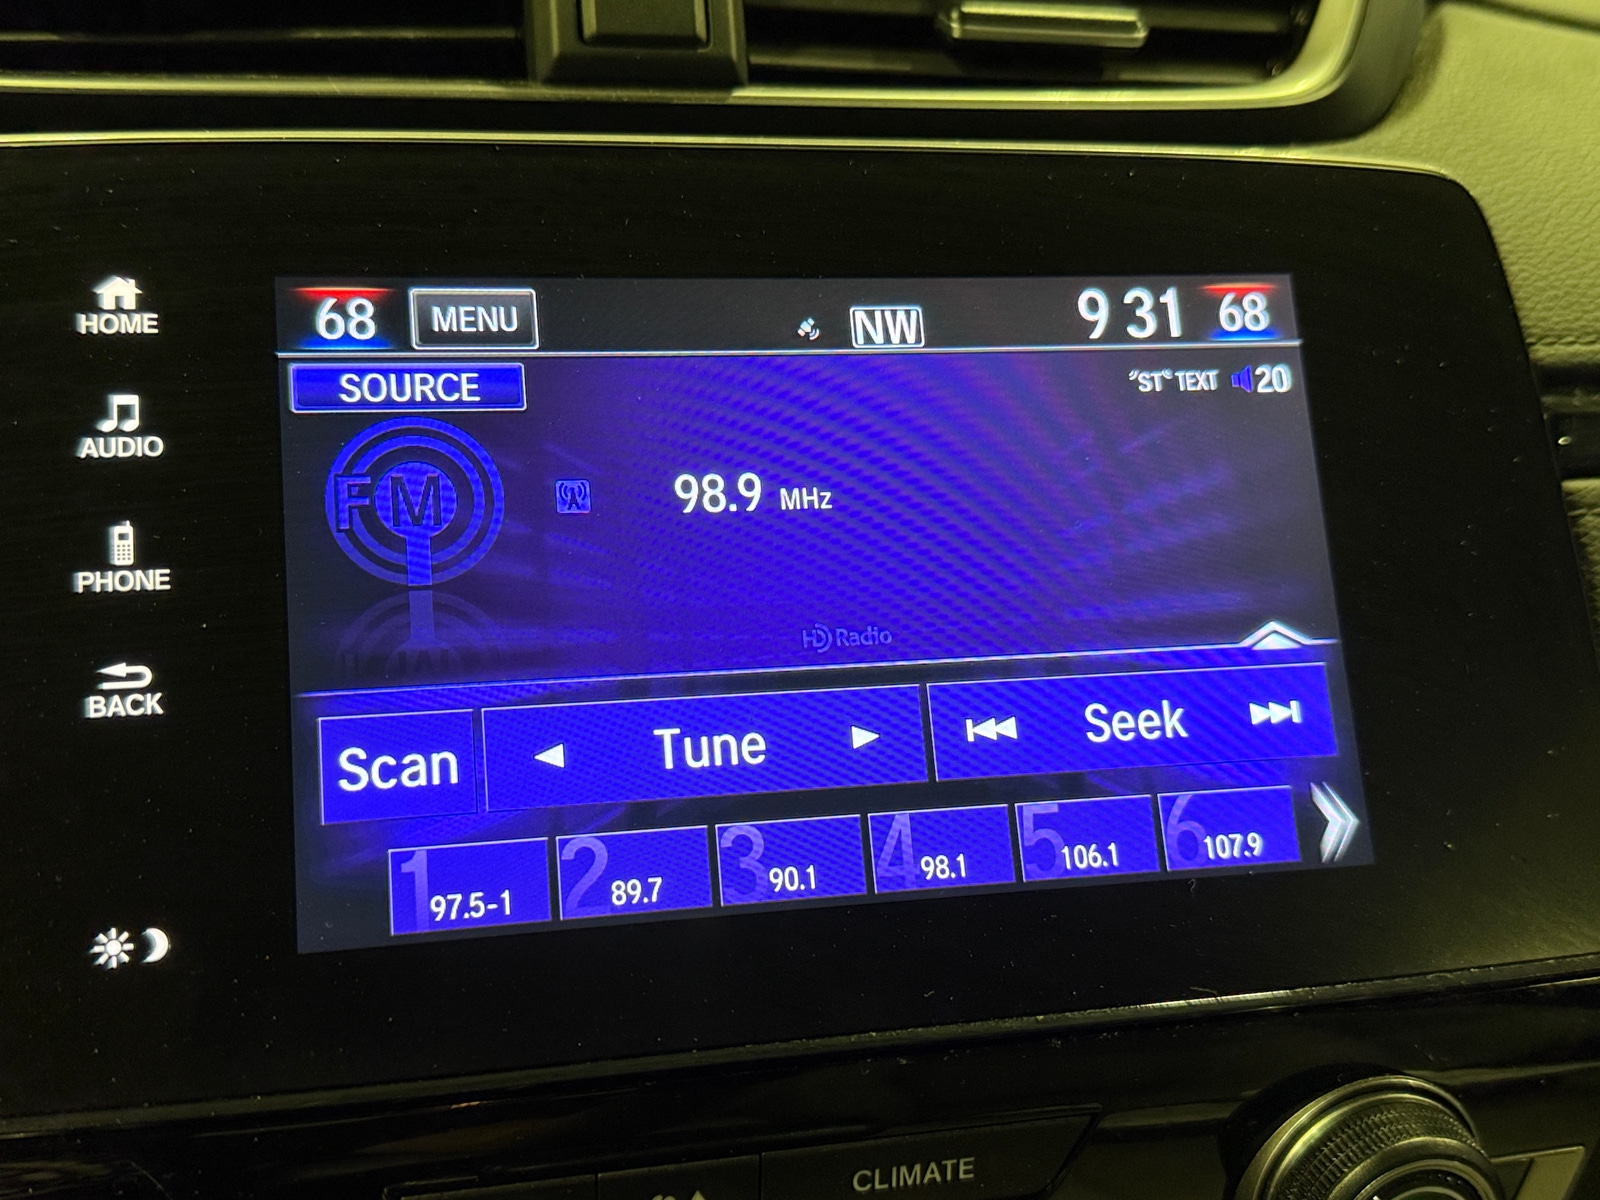 HOME
AUDIO
PHONE
BACK
68 MENU NW 9 31 68
SOURCE
"ST" TEXT 20
FM 98.9 MHz
HD Radio
Scan Tune Seek
1 97.5-1
2 89.7
3 90.1
4 98.1
5 106.1
6 107.9
CLIMATE